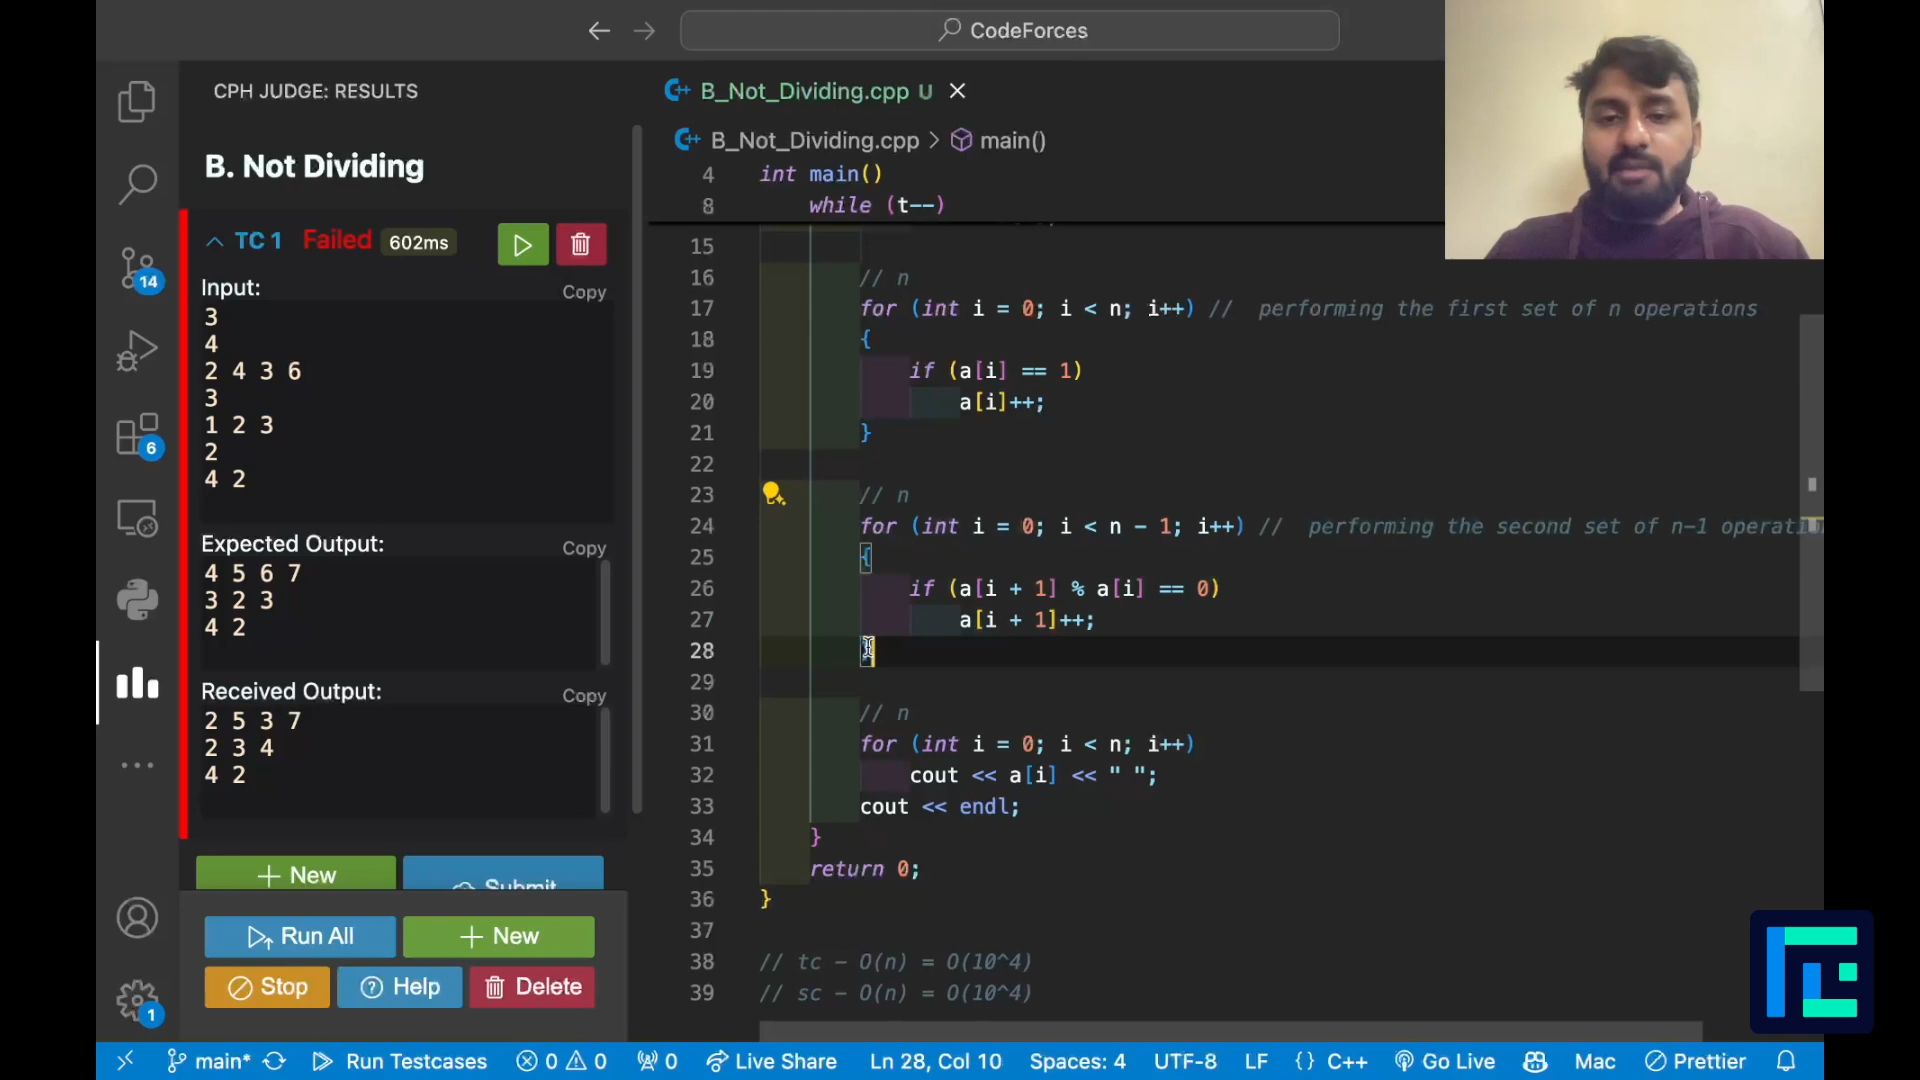 CodeForces
CPH JUDGE: RESULTS
B. Not Dividing
TC 1 Failed 602ms
Input:
Copy
3
4
2 4 3 6
3
1 2 3
2
4 2
Expected Output:
Copy
4 5 6 7
3 2 3
4 2
Received Output:
Copy
2 5 3 7
2 3 4
4 2
+ New
Submit
Run All
+ New
Stop
Help
Delete
14
6
1
B_Not_Dividing.cpp U
B_Not_Dividing.cpp > main()
4 int main()
8 while (t--)
15
16 // n
17 for (int i = 0; i < n; i++) // performing the first set of n operations
18 {
19 if (a[i] == 1)
20 a[i]++;
21 }
22
23 // n
24 for (int i = 0; i < n - 1; i++) // performing the second set of n-1 operatio
25 {
26 if (a[i + 1] % a[i] == 0)
27 a[i + 1]++;
28 }
29
30 // n
31 for (int i = 0; i < n; i++)
32 cout << a[i] << " ";
33 cout << endl;
34 }
35 return 0;
36 }
37
38 // tc - O(n) = O(10^4)
39 // sc - O(n) = O(10^4)
main* Run Testcases 0 0 0 Live Share Ln 28, Col 10 Spaces: 4 UTF-8 LF {} C++ Go Live Mac Prettier